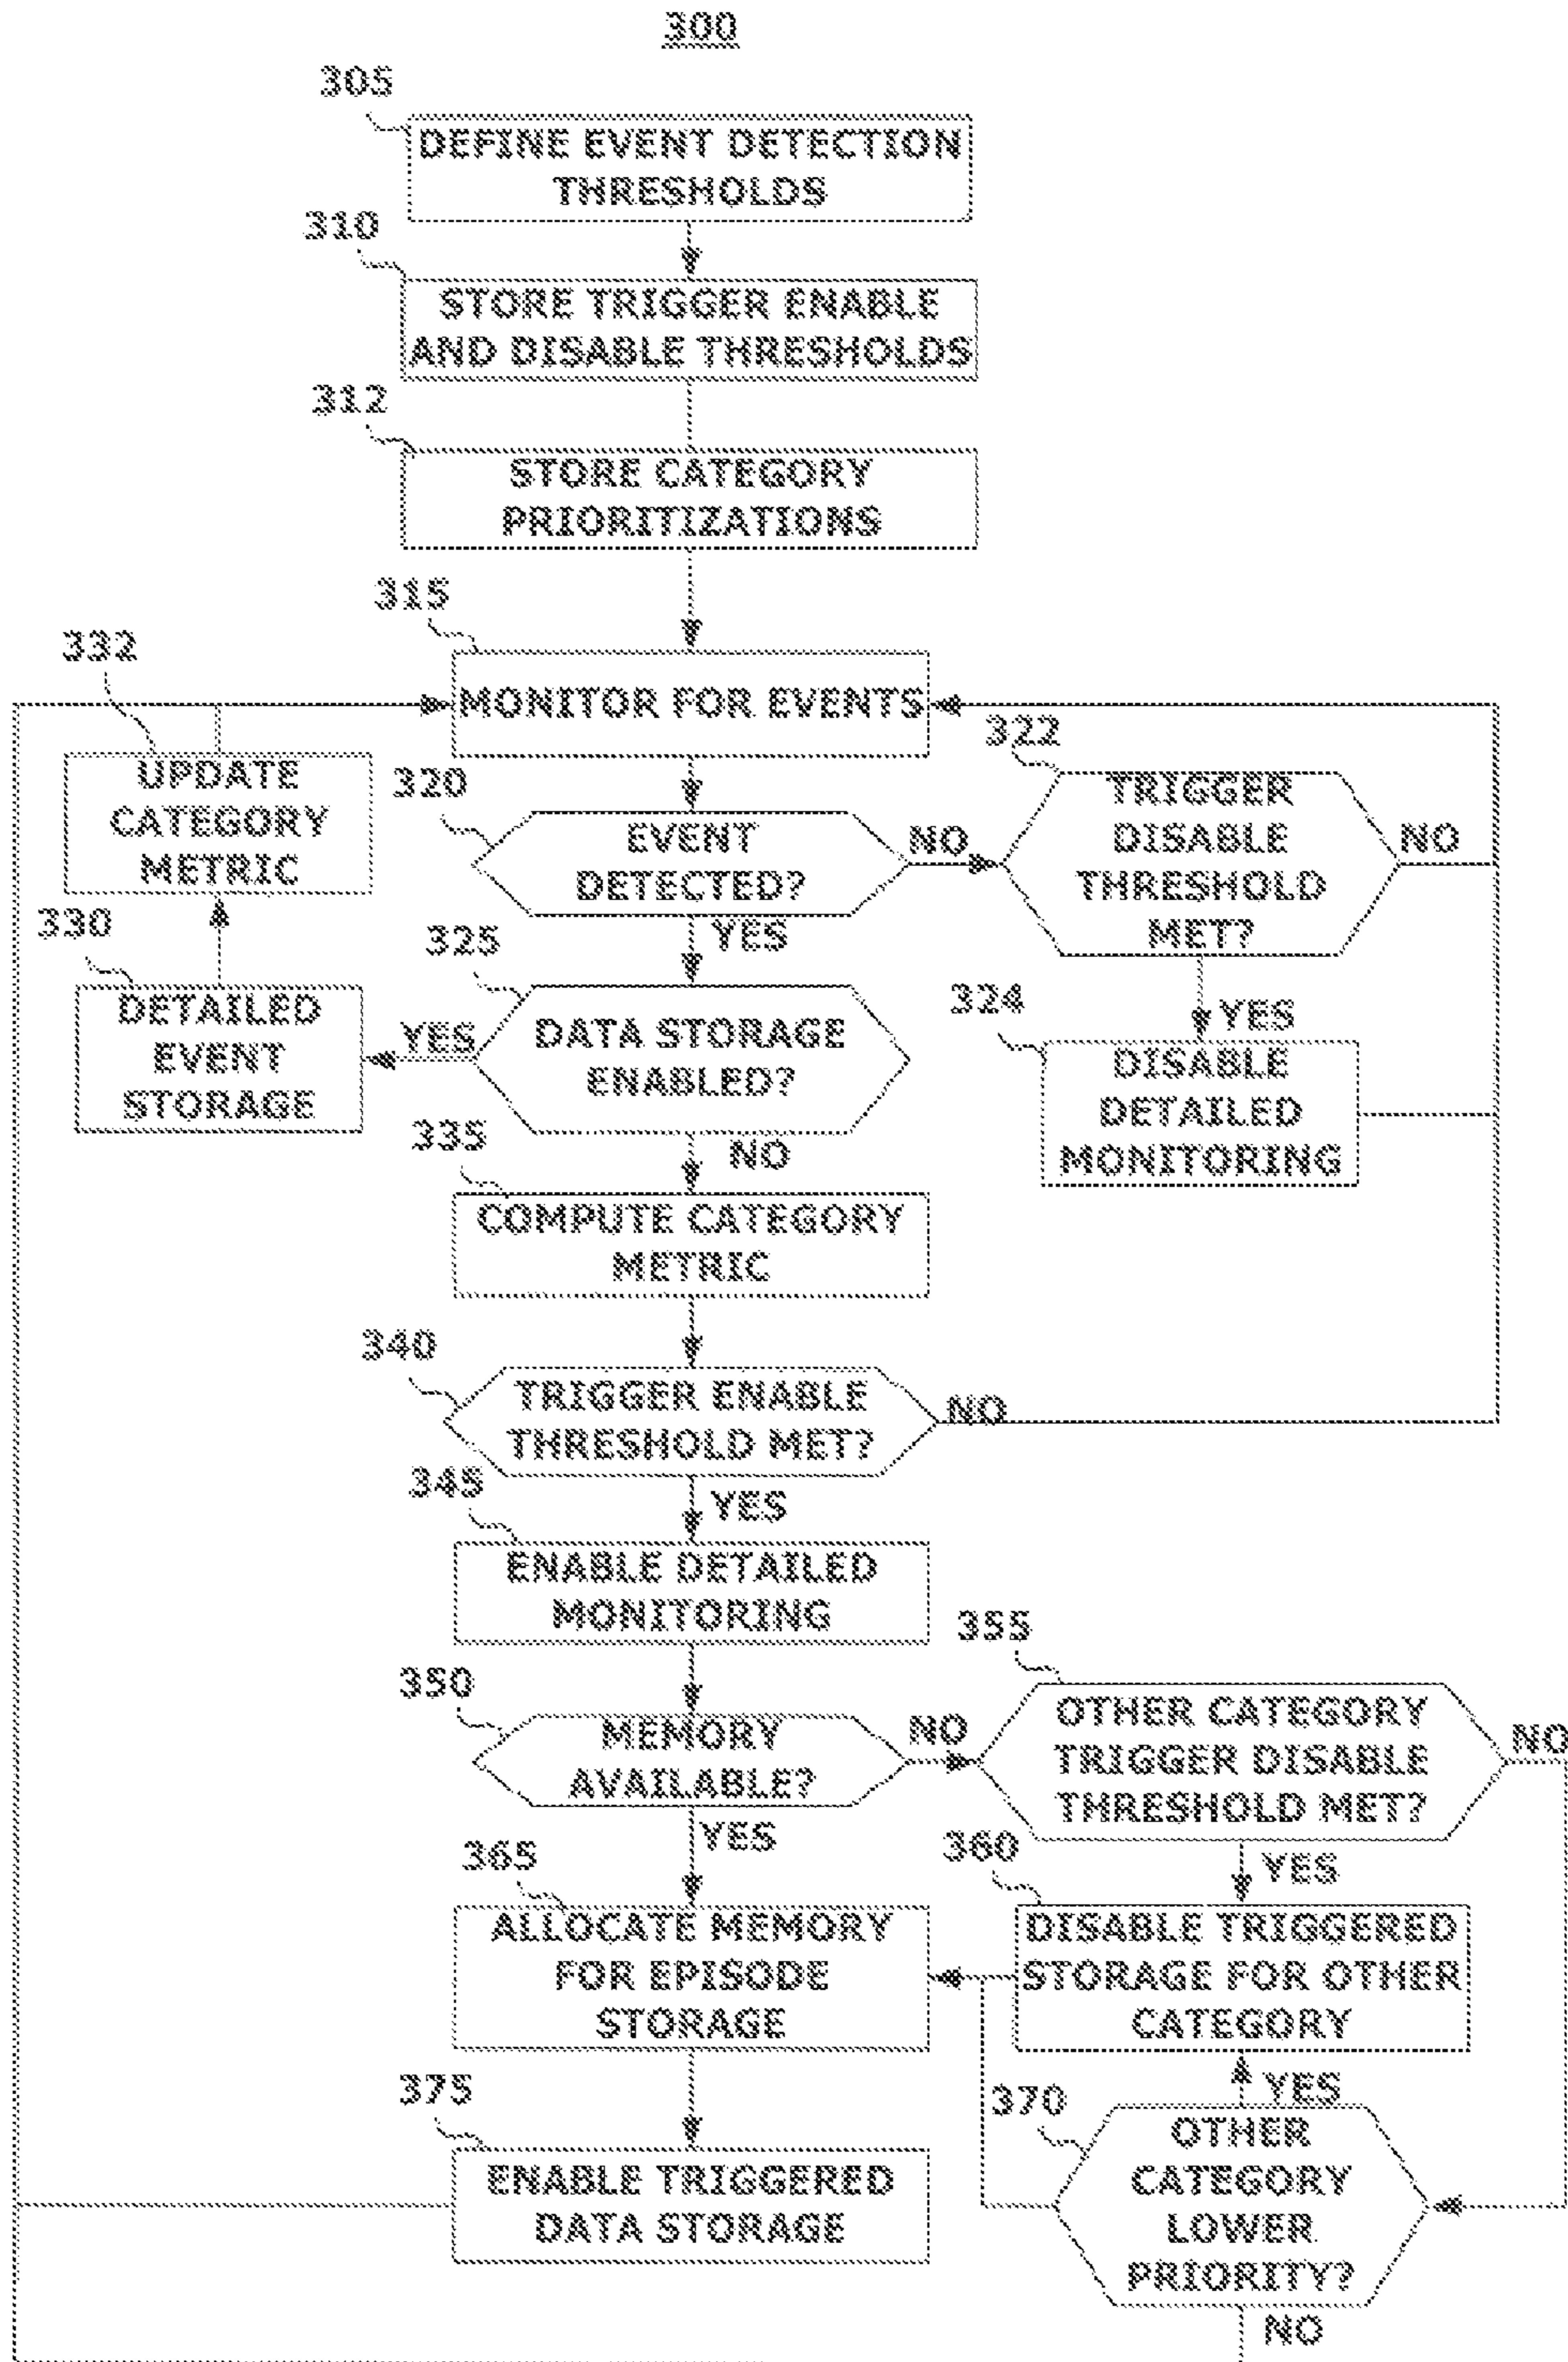 300
305
DEFINE EVENT DETECTION
THRESHOLDS
310
STORE TRIGGER ENABLE
AND DISABLE THRESHOLDS
312
STORE CATEGORY
PRIORITIZATIONS
315
MONITOR FOR EVENTS
332
UPDATE
CATEGORY
METRIC
320
EVENT
DETECTED?
NO
YES
322
TRIGGER
DISABLE
THRESHOLD
MET?
NO
YES
324
DISABLE
DETAILED
MONITORING
325
DATA STORAGE
ENABLED?
YES
NO
330
DETAILED
EVENT
STORAGE
335
COMPUTE CATEGORY
METRIC
340
TRIGGER ENABLE
THRESHOLD MET?
NO
YES
345
ENABLE DETAILED
MONITORING
350
MEMORY
AVAILABLE?
NO
YES
355
OTHER CATEGORY
TRIGGER DISABLE
THRESHOLD MET?
NO
YES
360
DISABLE TRIGGERED
STORAGE FOR OTHER
CATEGORY
365
ALLOCATE MEMORY
FOR EPISODE
STORAGE
YES
370
OTHER
CATEGORY
LOWER
PRIORITY?
NO
375
ENABLE TRIGGERED
DATA STORAGE